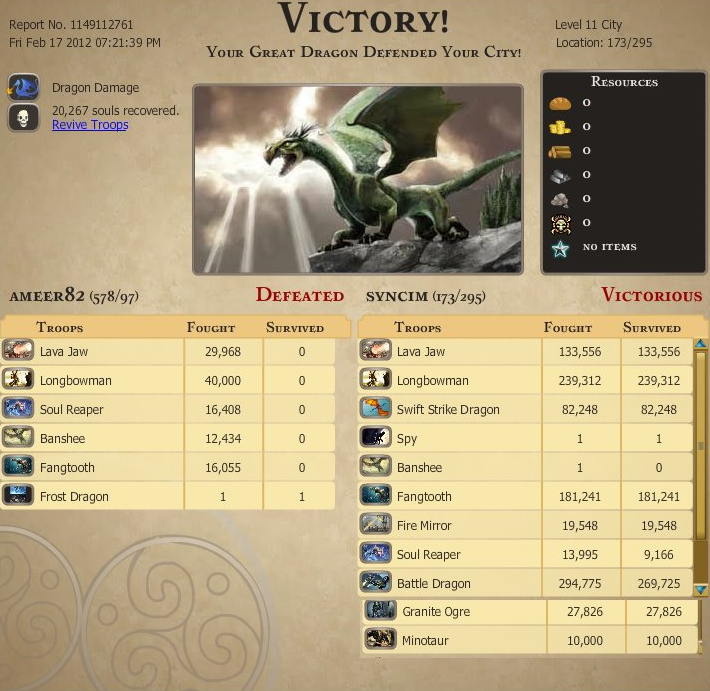 Report No. 1149112761
Fri Feb 17 2012 07:21:39 PM
Victory!
Your Great Dragon Defended Your City!
Level 11 City
Location: 173/295
Dragon Damage
20,267 souls recovered.
Revive Troops
Resources
0
0
0
0
0
0
no items
ameer82 (578/97) Defeated
Troops Fought Survived
Lava Jaw 29,968 0
Longbowman 40,000 0
Soul Reaper 16,408 0
Banshee 12,434 0
Fangtooth 16,055 0
Frost Dragon 1 1
syncim (173/295) Victorious
Troops Fought Survived
Lava Jaw 133,556 133,556
Longbowman 239,312 239,312
Swift Strike Dragon 82,248 82,248
Spy 1 1
Banshee 1 0
Fangtooth 181,241 181,241
Fire Mirror 19,548 19,548
Soul Reaper 13,995 9,166
Battle Dragon 294,775 269,725
Granite Ogre 27,826 27,826
Minotaur 10,000 10,000